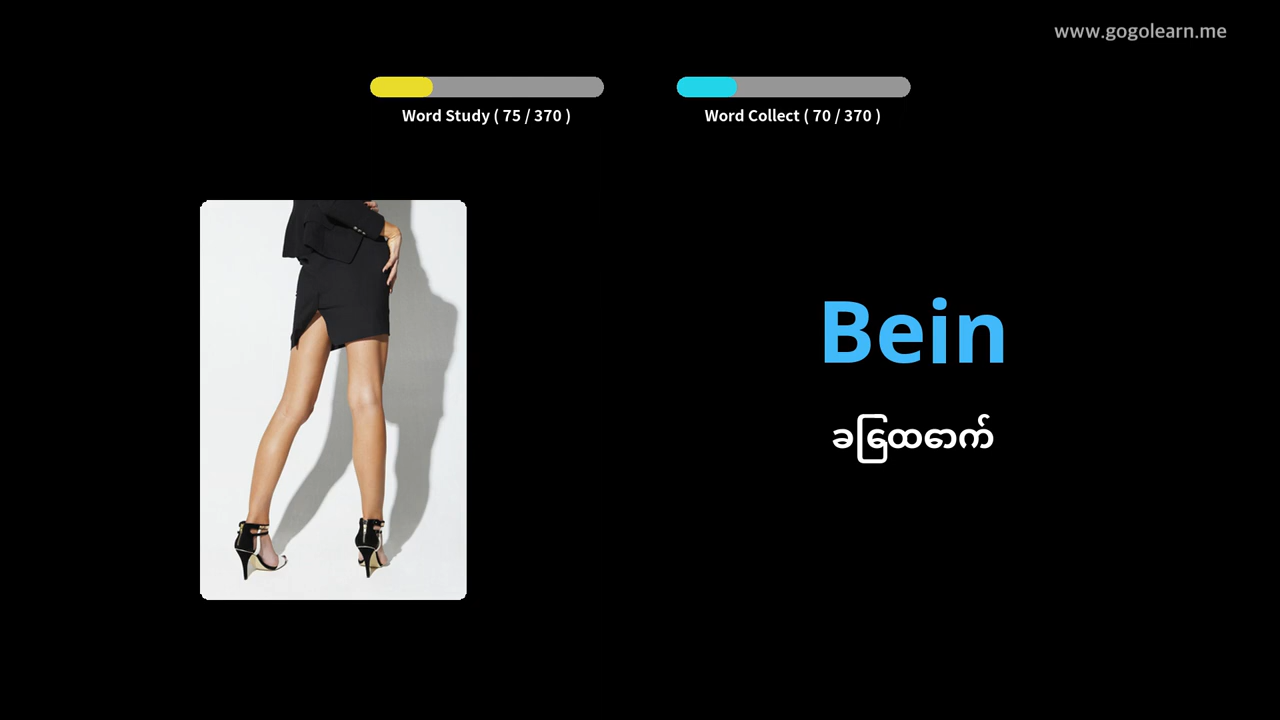 www.gogolearn.me
Word Study ( 75 / 370 )
Word Collect ( 70 / 370 )
Bein
ခြေထောက်